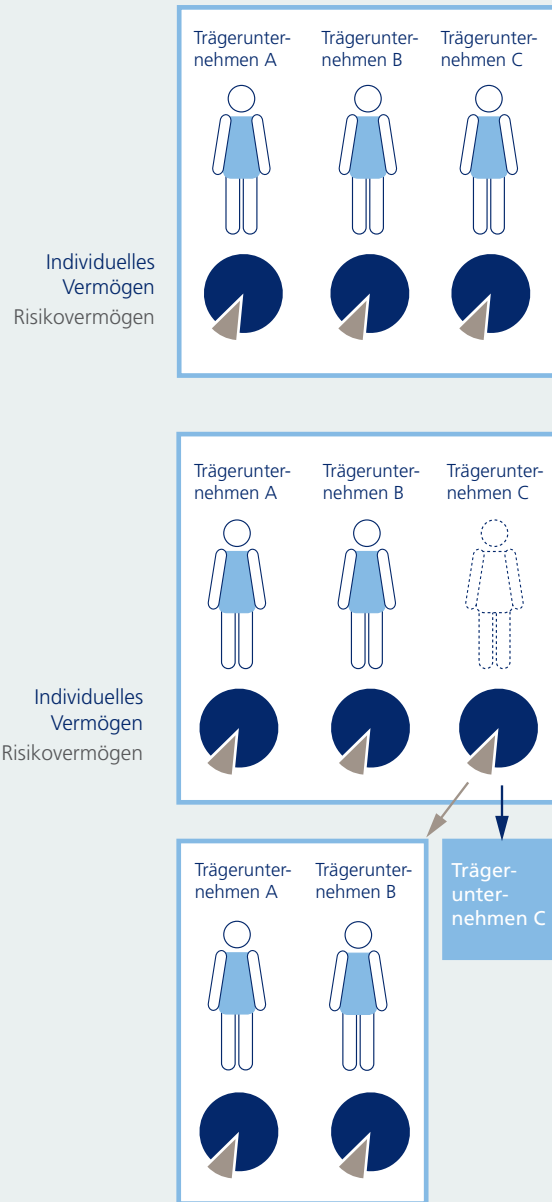 Trägerunter-
nehmen A
Trägerunter-
nehmen B
Trägerunter-
nehmen C
Individuelles
Vermögen
Risikovermögen
Trägerunter-
nehmen A
Trägerunter-
nehmen B
Trägerunter-
nehmen C
Individuelles
Vermögen
Risikovermögen
Trägerunter-
nehmen A
Trägerunter-
nehmen B
Träger-
unter-
nehmen C